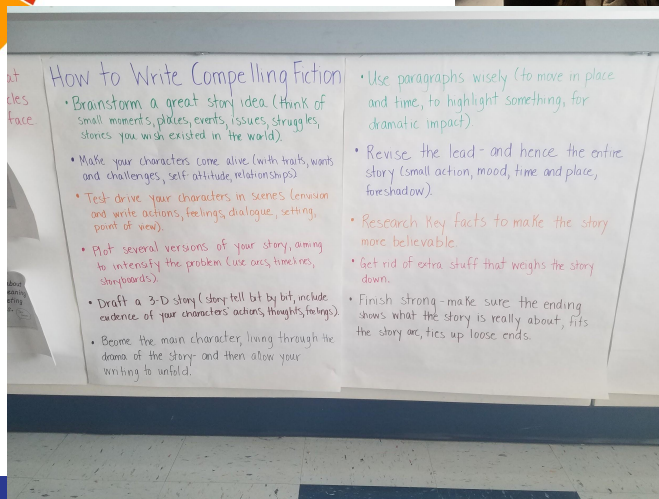 at
cles
face
How to Write Compelling Fiction
• Brainstorm a great story idea (think of
small moments, places, events, issues, struggles,
stories you wish existed in the world).
• Make your characters come alive (with traits, wants
and challenges, self attitude, relationships)
• Test drive your characters in scenes (envision
and write actions, feelings, dialogue, setting,
point of view).
• Plot several versions of your story, aiming
to intensify the problem (use arcs, timelines,
storyboards).
• Draft a 3-D story (story tell bit by bit, include
evidence of your characters' actions, thoughts, feelings).
• Become the main character, living through the
drama of the story- and then allow your
writing to unfold.
• Use paragraphs wisely (to move in place
and time, to highlight something, for
dramatic impact).
• Revise the lead - and hence the entire
story (small action, mood, time and place,
foreshadow).
• Research key facts to make the story
more believable.
• Get rid of extra stuff that weighs the story
down.
• Finish strong - make sure the ending
shows what the story is really about, fits
the story arc, ties up loose ends.